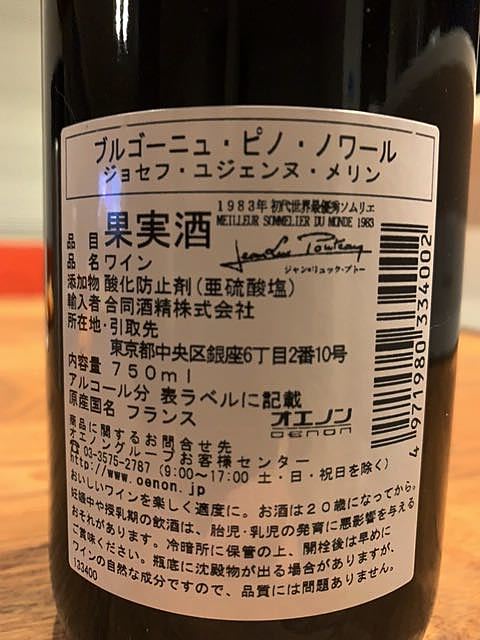 ブルゴーニュ・ピノ・ノワール
ジョセフ・ユジェンヌ・メリン
1983年 初代世界最優秀ソムリエ
MEILLEUR SOMMELIER DU MONDE 1983
ジャン=リュック・プトー
品目 果実酒
品名 ワイン
添加物 酸化防止剤(亜硫酸塩)
輸入者 合同酒精株式会社
所在地・引取先
東京都中央区銀座6丁目2番10号
内容量 750ml
アルコール分 表ラベルに記載
原産国名 フランス
オエノン
OENON
商品に関するお問合せ先
オエノングループお客様センター
☎03-3575-2787 (9:00〜17:00 土・日・祝日を除く)
http://www.oenon.jp
おいしいワインを楽しく適度に。お酒は20歳になってから。
妊娠中や授乳期の飲酒は、胎児・乳児の発育に悪影響を与える
おそれがあります。冷暗所に保管の上、開栓後は早めに
ご賞味ください。瓶底に沈殿物が出る場合がありますが、
ワインの自然な成分ですので、品質には問題ありません。
133400
4971980334002